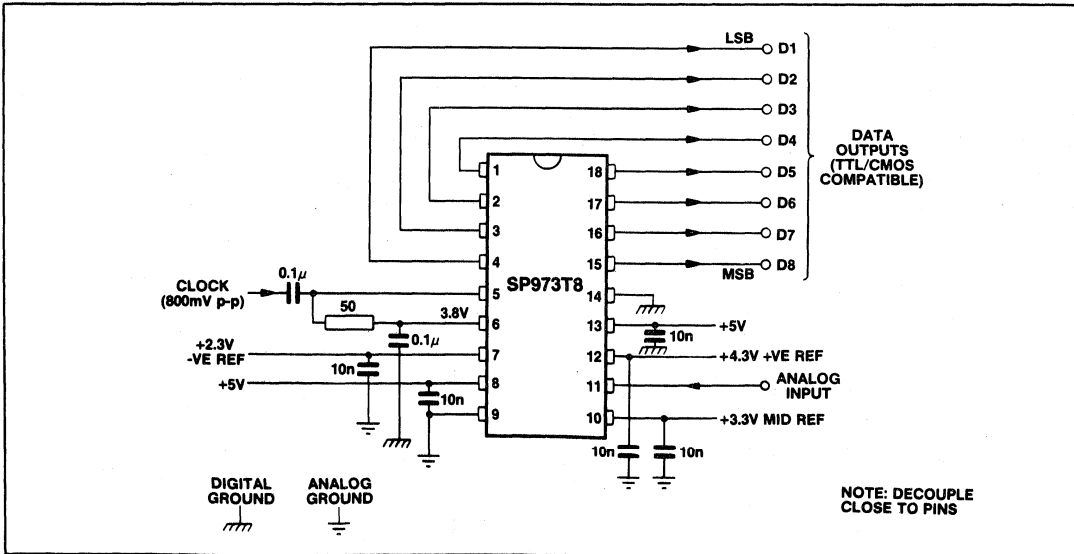 LSB
D1
D2
D3
D4
D5
D6
D7
MSB
D8
DATA
OUTPUTS
(TTL/CMOS
COMPATIBLE)
SP973T8
1
2
3
4
5
6
7
8
9
18
17
16
15
14
13
12
11
10
CLOCK
(800mV p-p)
0.1μ
50
3.8V
0.1μ
+2.3V
-VE REF
10n
+5V
10n
+5V
10n
+4.3V +VE REF
ANALOG
INPUT
+3.3V MID REF
10n
10n
DIGITAL
GROUND
ANALOG
GROUND
NOTE: DECOUPLE
CLOSE TO PINS